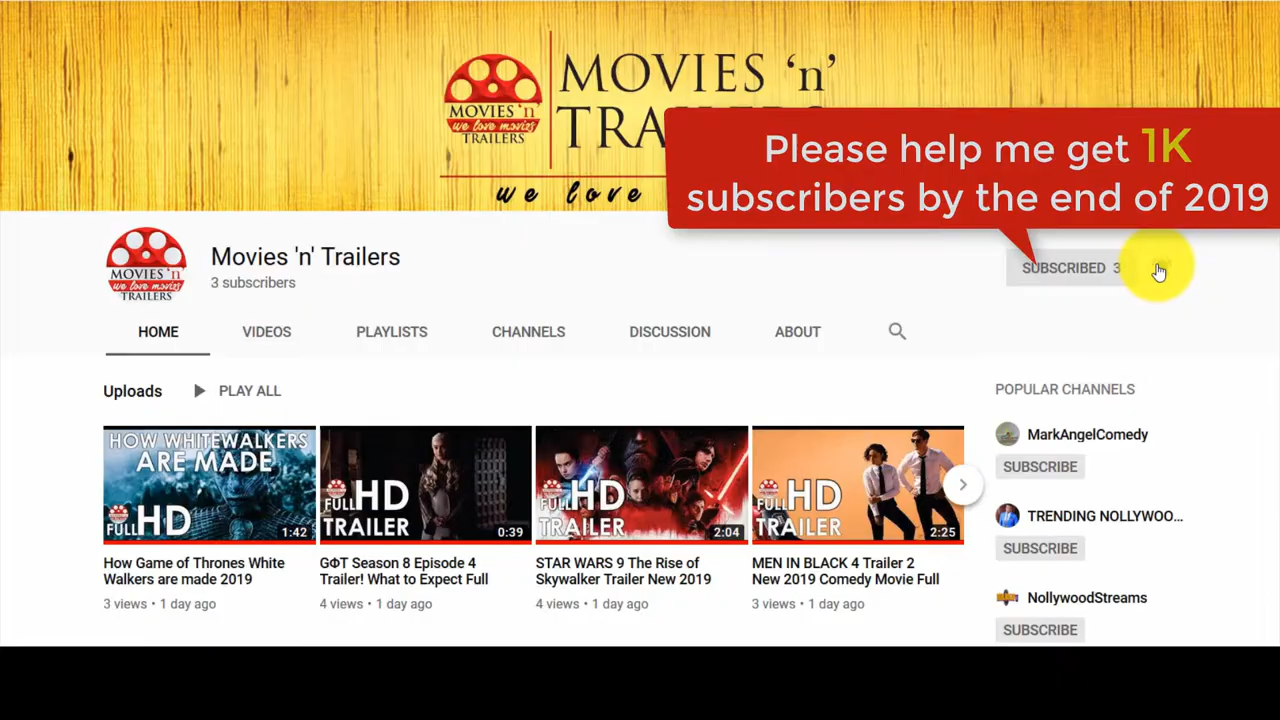 MOVIES 'n'
TRA
MOVIES 'n'
we love moviz's
TRAILERS
we love
Please help me get 1K
subscribers by the end of 2019
MOVIES 'n'
we love moviz's
TRAILERS
Movies 'n' Trailers
3 subscribers
SUBSCRIBED 3
HOME
VIDEOS
PLAYLISTS
CHANNELS
DISCUSSION
ABOUT
Uploads
PLAY ALL
HOW WHITEWALKERS
ARE MADE
FULL HD
1:42
FULL HD
TRAILER
0:39
FULL HD
TRAILER
2:04
FULL HD
TRAILER
2:25
How Game of Thrones White
Walkers are made 2019
3 views • 1 day ago
GФT Season 8 Episode 4
Trailer! What to Expect Full
4 views • 1 day ago
STAR WARS 9 The Rise of
Skywalker Trailer New 2019
4 views • 1 day ago
MEN IN BLACK 4 Trailer 2
New 2019 Comedy Movie Full
3 views • 1 day ago
POPULAR CHANNELS
MarkAngelComedy
SUBSCRIBE
TRENDING NOLLYWOO...
SUBSCRIBE
NollywoodStreams
SUBSCRIBE